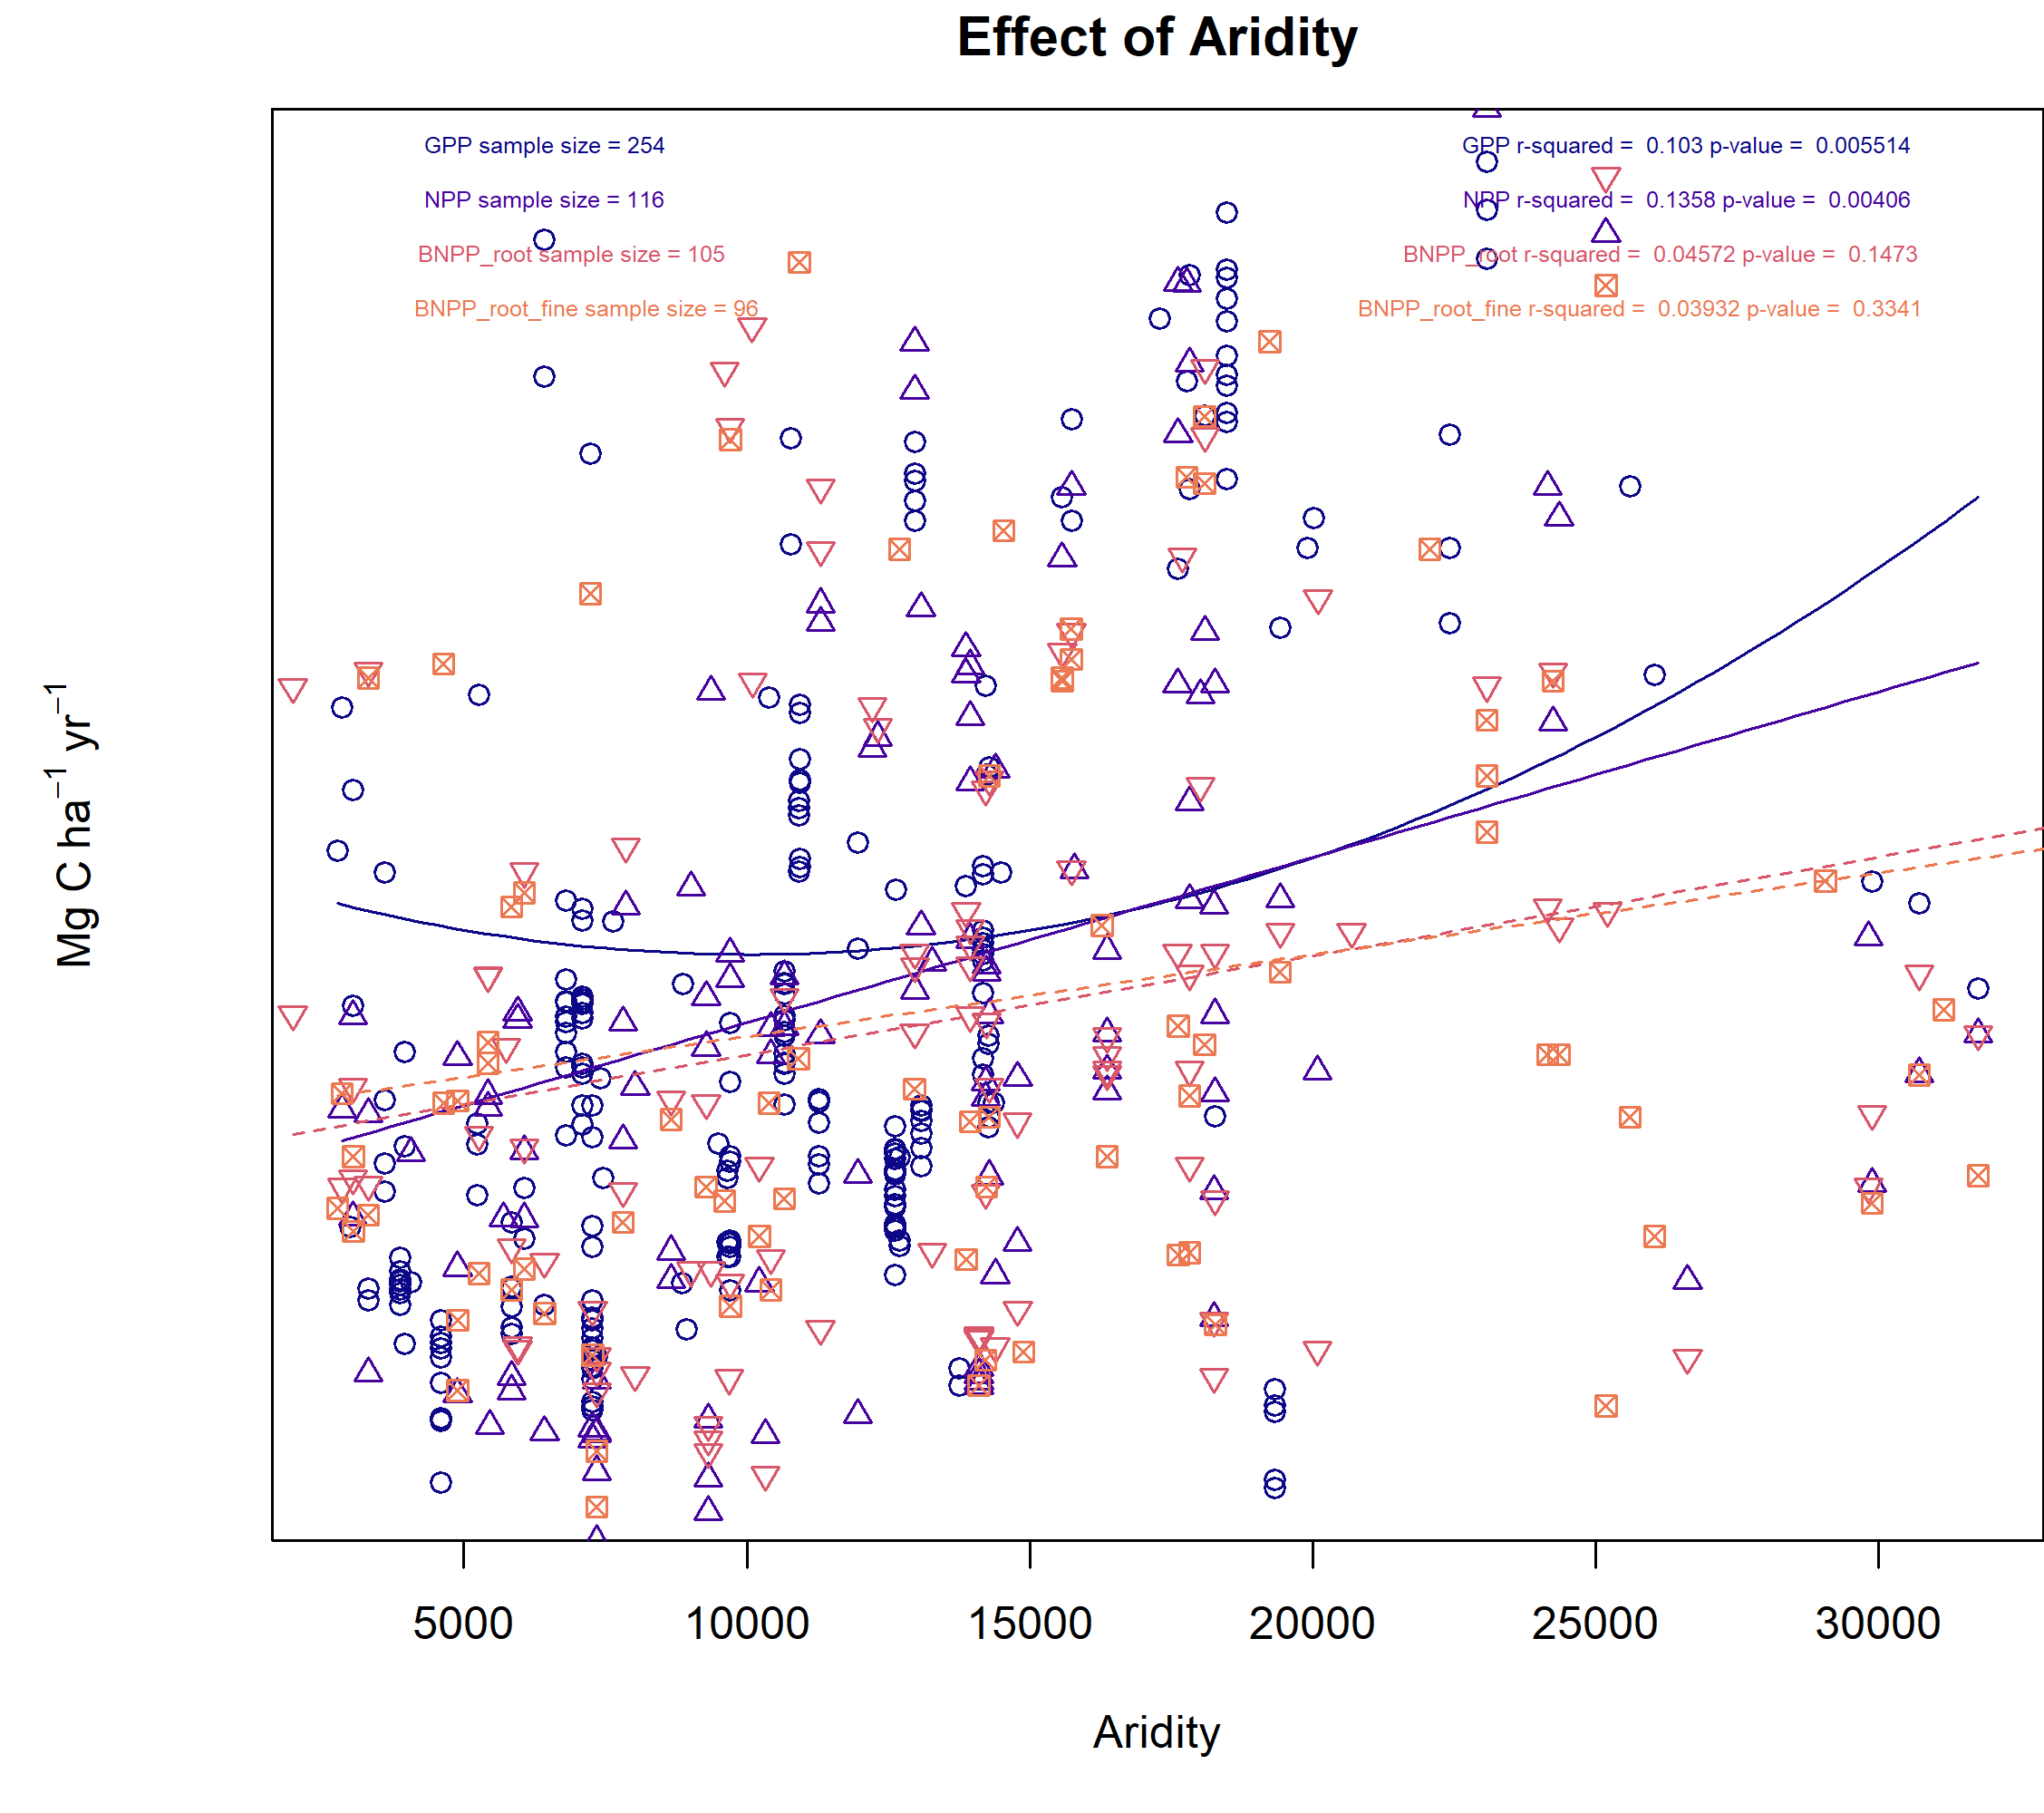 Effect of Aridity
GPP sample size = 254
GPP r-squared = 0.103 p-value = 0.005514
NPP sample size = 116
NPP r-squared = 0.1358 p-value = 0.00406
BNPP_root sample size = 105
BNPP_root r-squared = 0.04572 p-value = 0.1473
BNPP_root_fine sample size = 96
BNPP_root_fine r-squared = 0.03932 p-value = 0.3341
Mg C ha⁻¹ yr⁻¹
5000 10000 15000 20000 25000 30000
Aridity